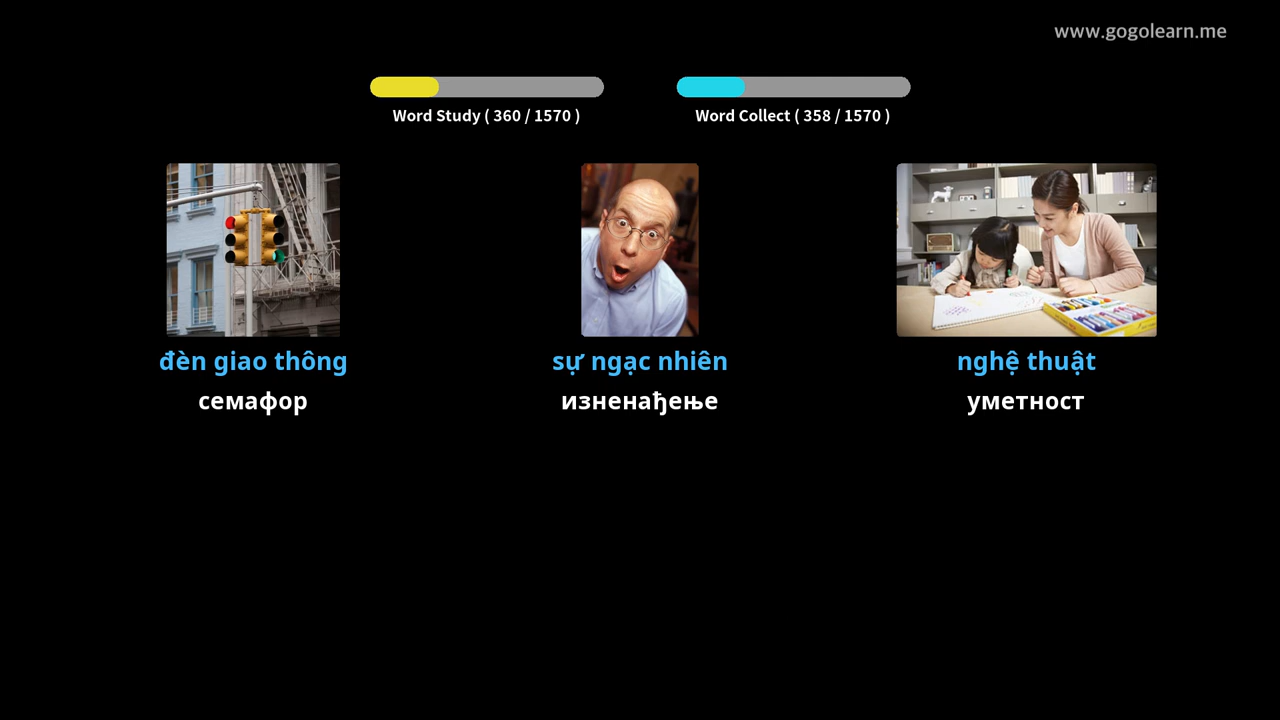 www.gogolearn.me
Word Study ( 360 / 1570 )
Word Collect ( 358 / 1570 )
đèn giao thông
семафор
sự ngạc nhiên
изненађење
nghệ thuật
уметност